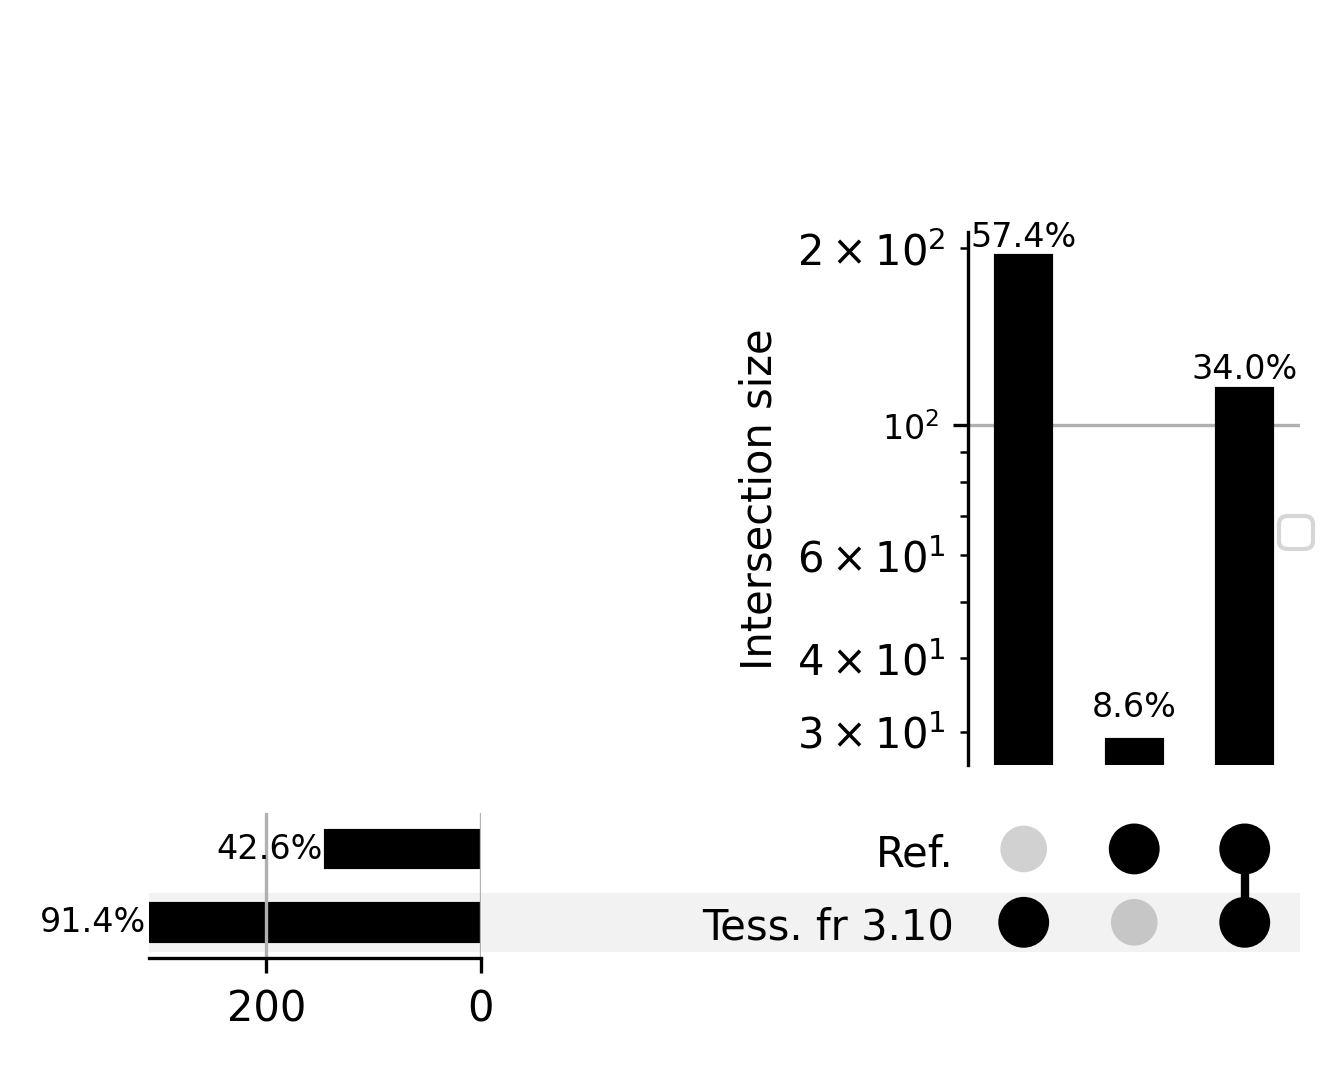 57.4%
2 × 10²
34.0%
10²
Intersection size
6 × 10¹
4 × 10¹
8.6%
3 × 10¹
42.6%
Ref.
91.4%
Tess. fr 3.10
200
0